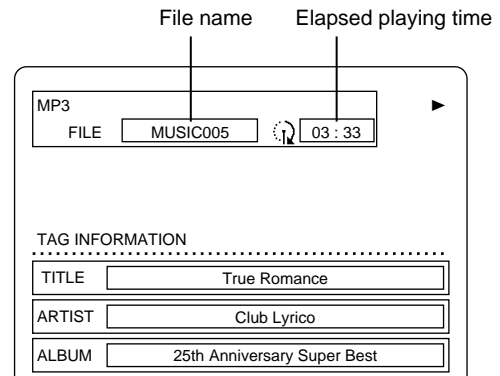 File name Elapsed playing time
MP3
FILE MUSIC005 03 : 33
TAG INFORMATION
TITLE True Romance
ARTIST Club Lyrico
ALBUM 25th Anniversary Super Best